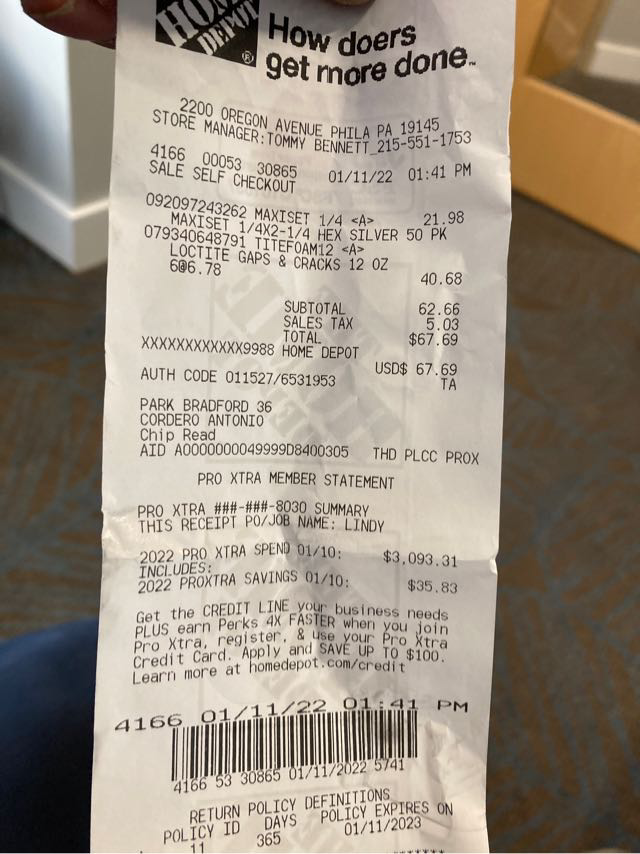 HOME
DEPOT
®
How doers
get more done.™
2200 OREGON AVENUE PHILA PA 19145
STORE MANAGER:TOMMY BENNETT 215-551-1753
4166 00053 30865 01/11/22 01:41 PM
SALE SELF CHECKOUT
092097243262 MAXISET 1/4 <A> 21.98
MAXISET 1/4X2-1/4 HEX SILVER 50 PK
079340648791 TITEFOAM12 <A>
LOCTITE GAPS & CRACKS 12 OZ
6@6.78 40.68
SUBTOTAL 62.66
SALES TAX 5.03
TOTAL $67.69
XXXXXXXXXXXX9988 HOME DEPOT
USD$ 67.69
AUTH CODE 011527/6531953 TA
PARK BRADFORD 36
CORDERO ANTONIO
Chip Read
AID A0000000049999D8400305 THD PLCC PROX
PRO XTRA MEMBER STATEMENT
PRO XTRA ###-###-8030 SUMMARY
THIS RECEIPT PO/JOB NAME: LINDY
2022 PRO XTRA SPEND 01/10: $3,093.31
INCLUDES:
2022 PROXTRA SAVINGS 01/10: $35.83
Get the CREDIT LINE your business needs
PLUS earn Perks 4X FASTER when you join
Pro Xtra, register, & use your Pro Xtra
Credit Card. Apply and SAVE UP TO $100.
Learn more at homedepot.com/credit
4166 01/11/22 01:41 PM
4166 53 30865 01/11/2022 5741
RETURN POLICY DEFINITIONS
POLICY ID DAYS POLICY EXPIRES ON
11 365 01/11/2023